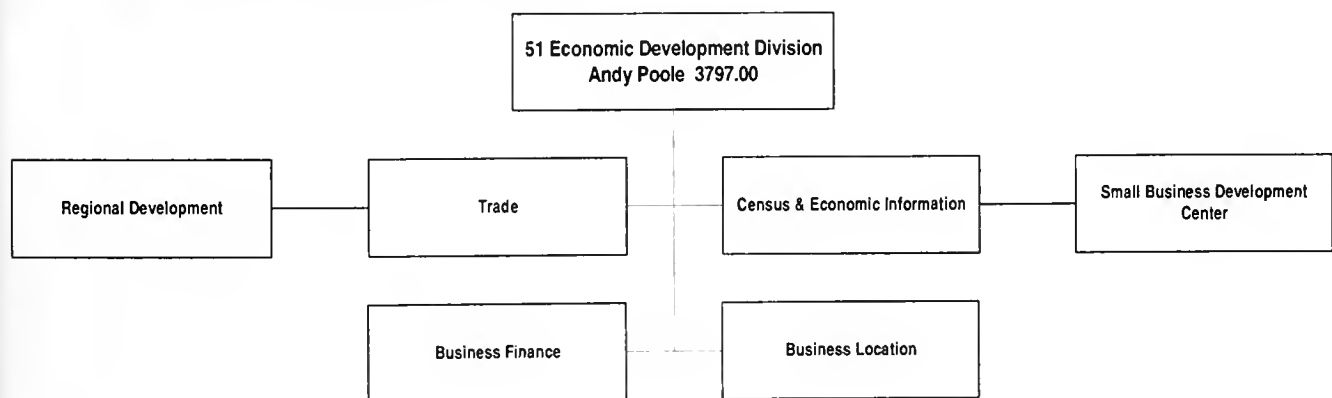 51 Economic Development Division
Andy Poole 3797.00
Regional Development
Trade
Census & Economic Information
Small Business Development
Center
Business Finance
Business Location